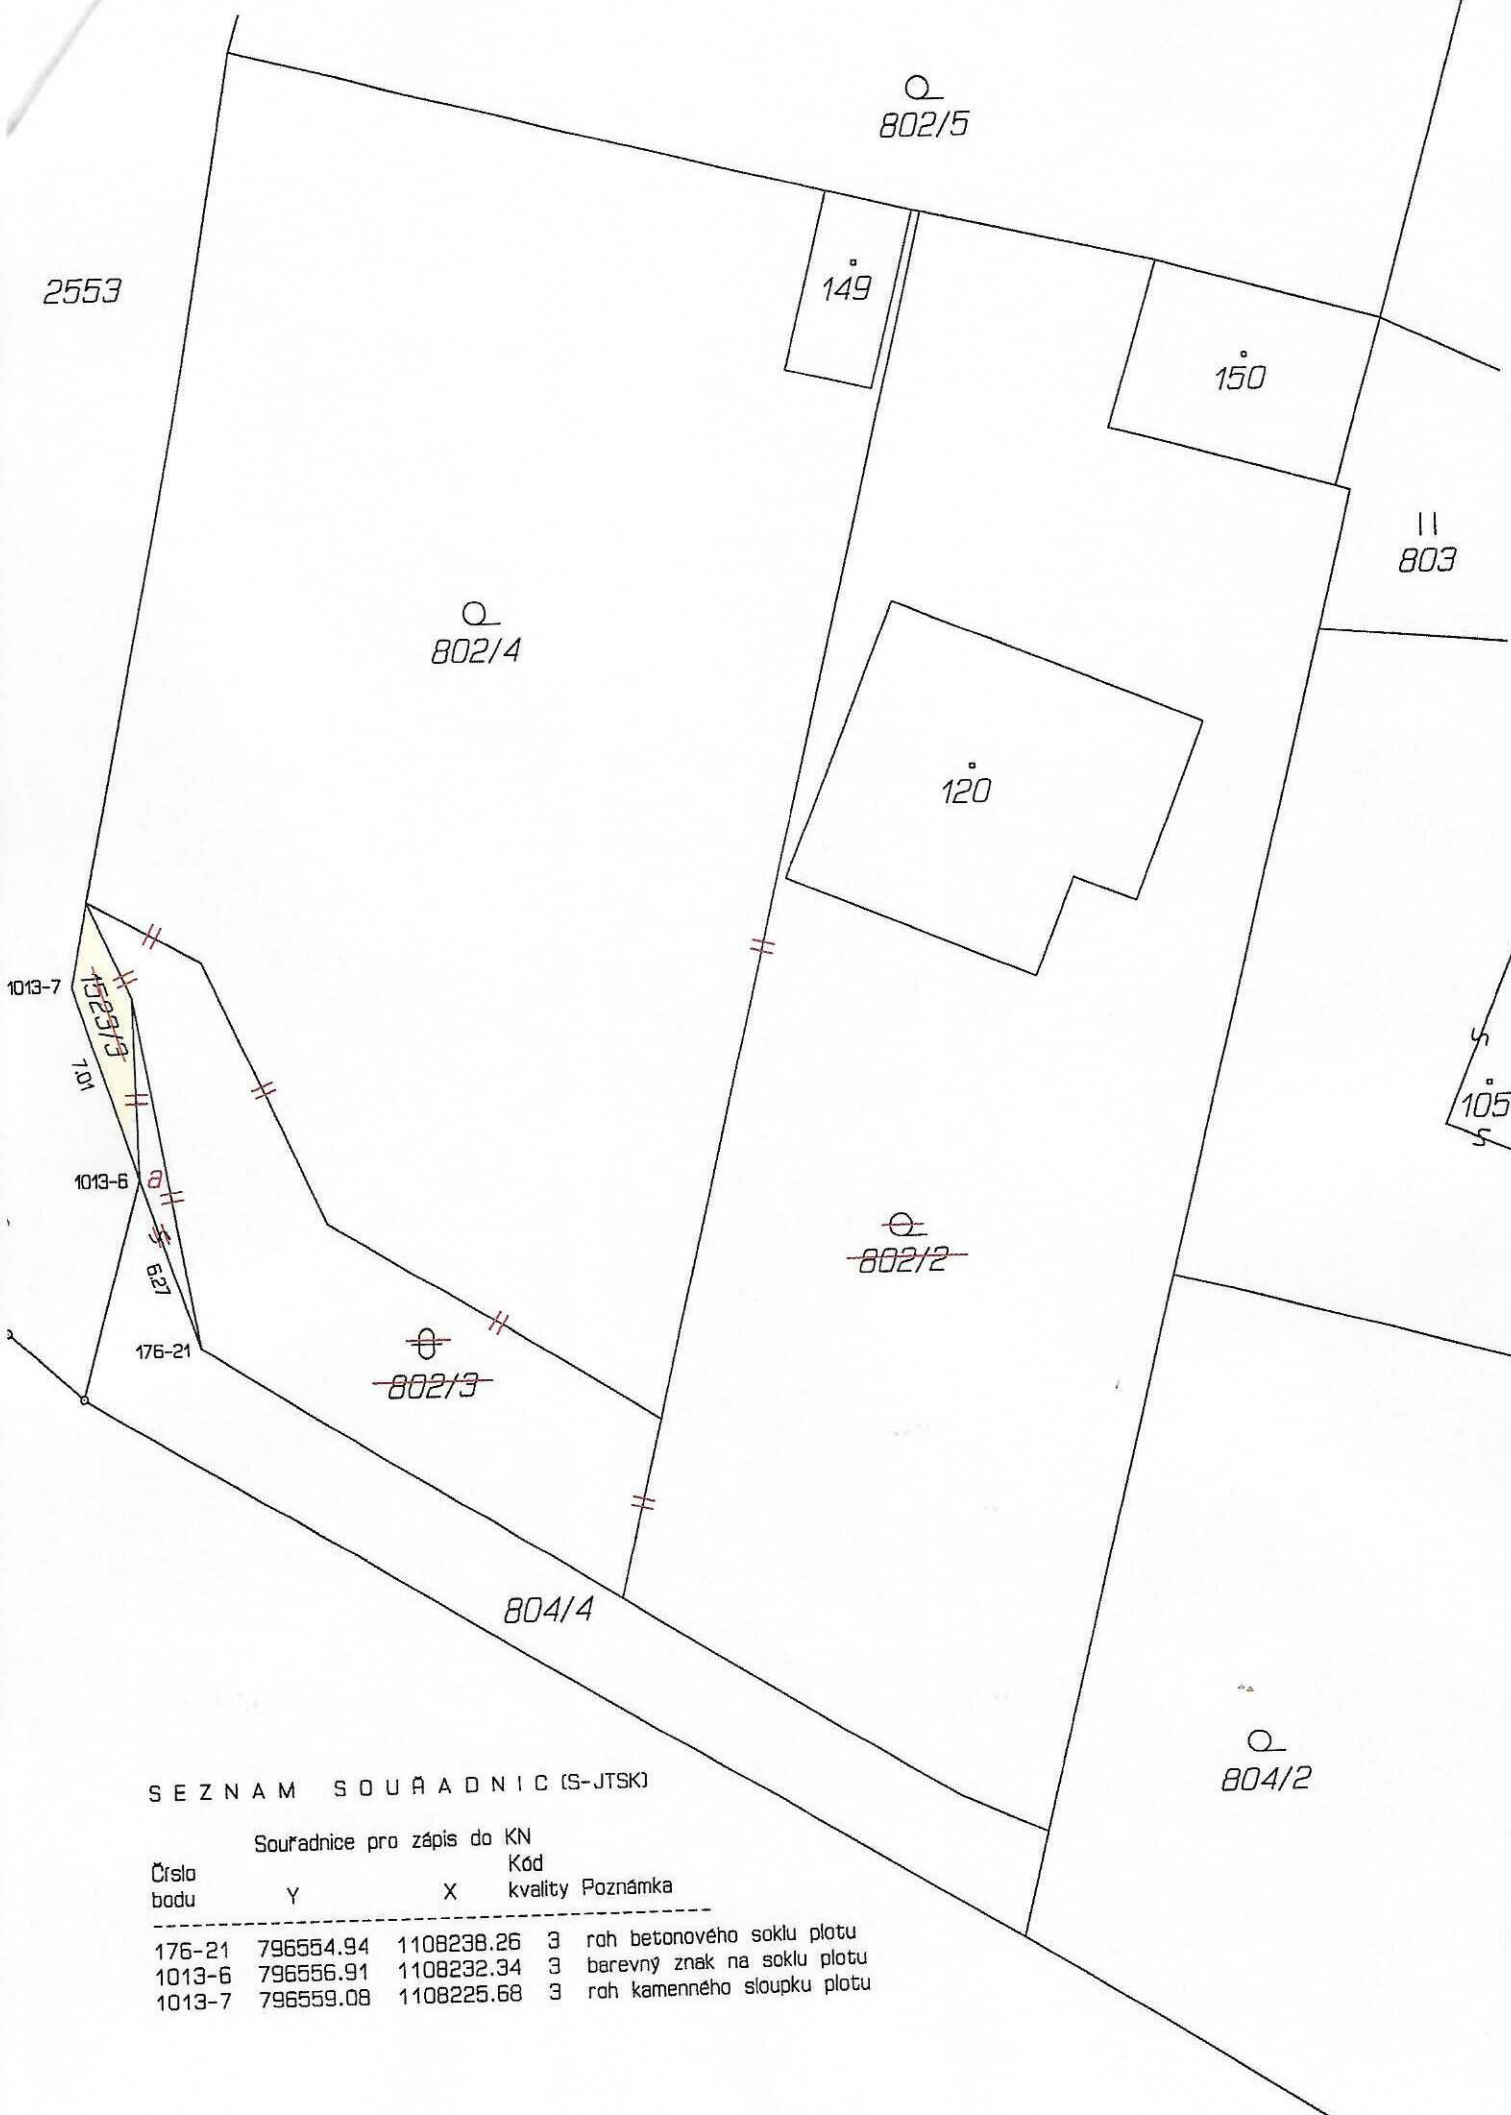 802/5
2553
149
150
803
802/4
120
1013-7
1523/3
7.01
105
1013-6
a
802/2
6.27
176-21
802/3
804/4
804/2
SEZNAM SOUŘADNIC (S-JTSK)
Souřadnice pro zápis do KN
Číslo bodu Y X Kód kvality Poznámka
176-21 796554.94 1108238.26 3 roh betonového soklu plotu
1013-6 796556.91 1108232.34 3 barevný znak na soklu plotu
1013-7 796559.08 1108225.68 3 roh kamenného sloupku plotu